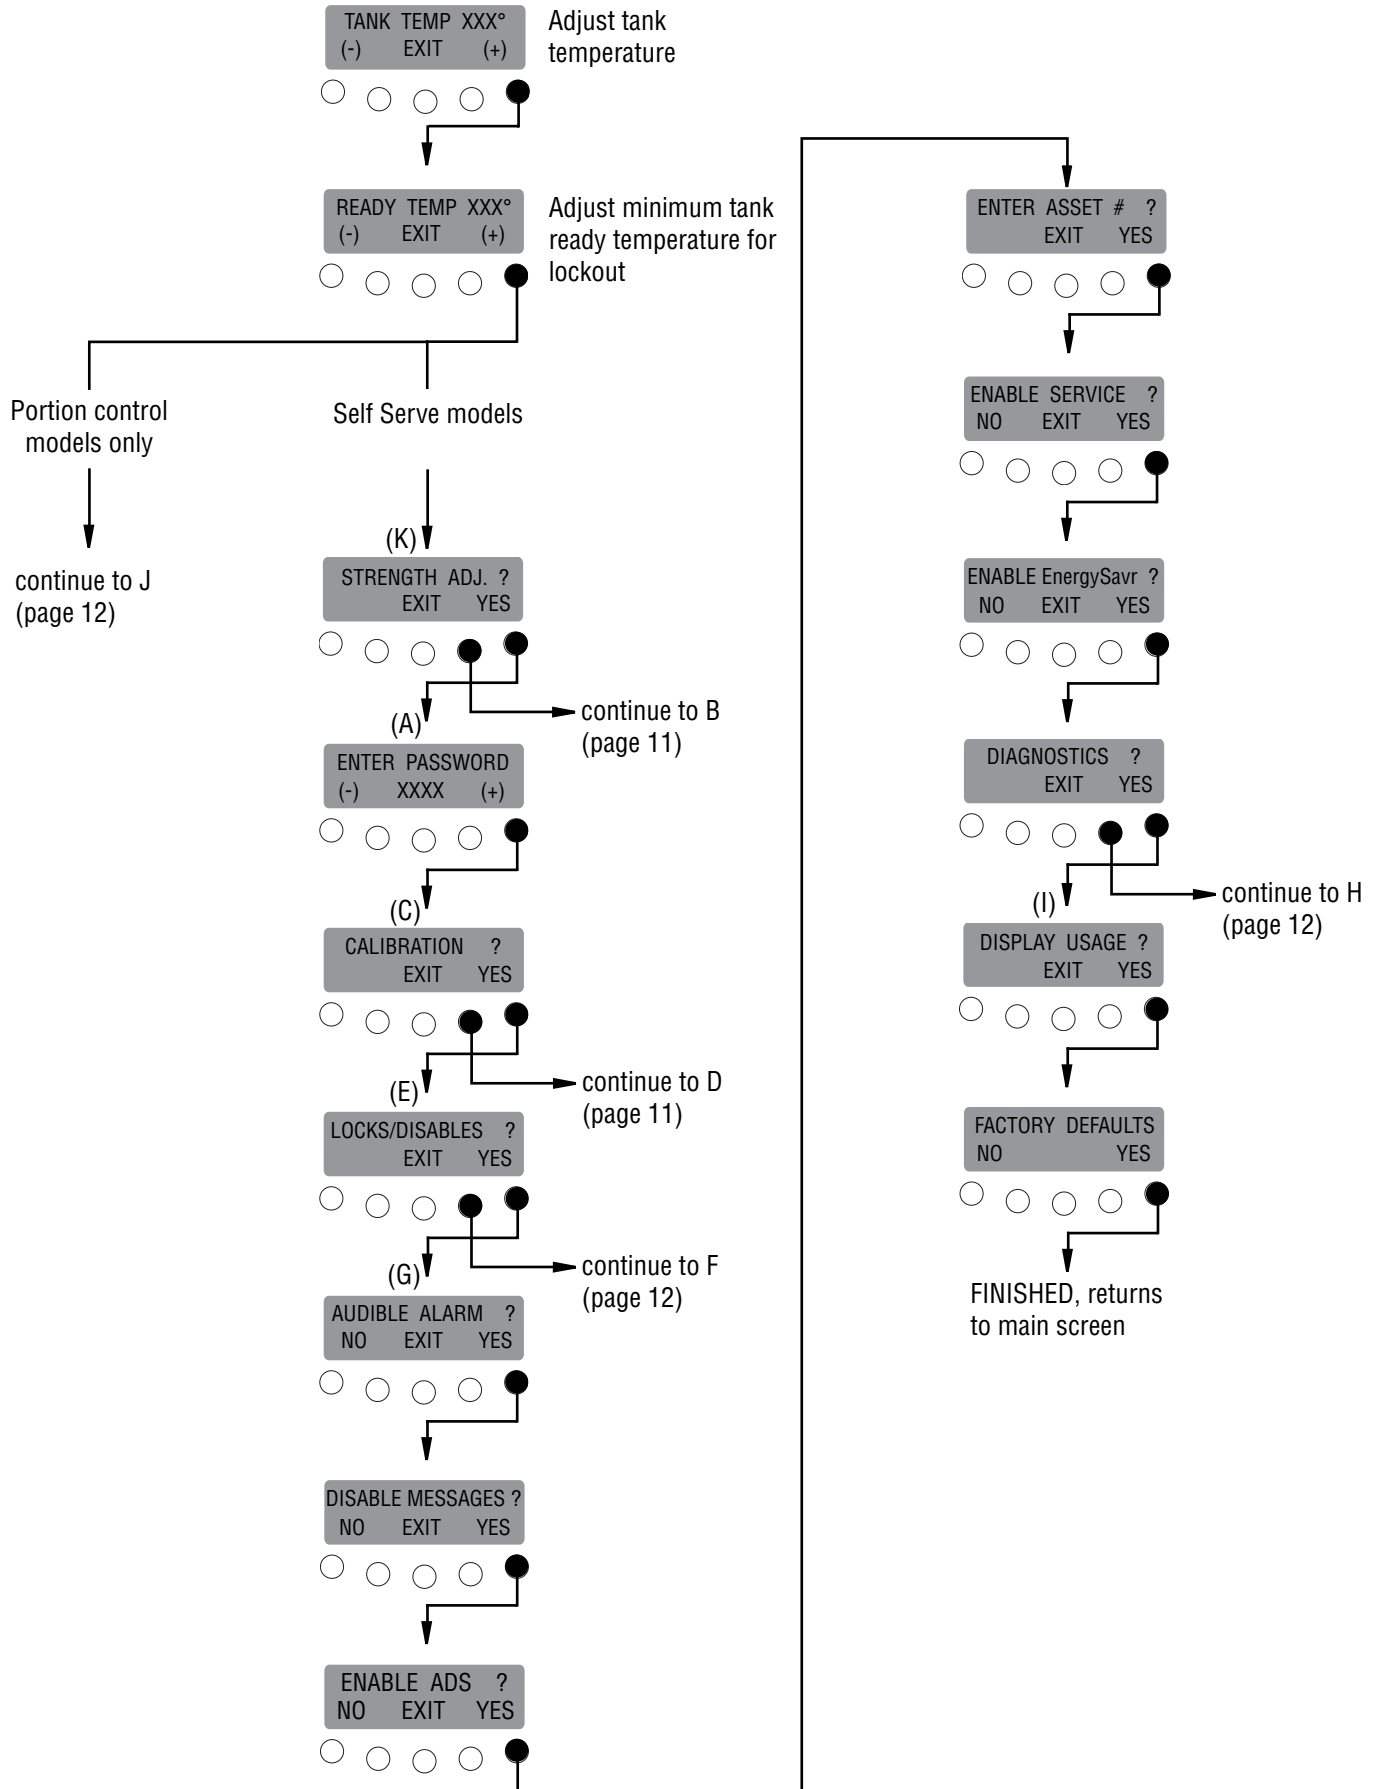 TANK TEMP XXX°
(-) EXIT (+)
Adjust tank
temperature
READY TEMP XXX°
(-) EXIT (+)
Adjust minimum tank
ready temperature for
lockout
Portion control
models only
Self Serve models
continue to J
(page 12)
(K)
STRENGTH ADJ. ?
EXIT YES
continue to B
(page 11)
(A)
ENTER PASSWORD
(-) XXXX (+)
(C)
CALIBRATION ?
EXIT YES
continue to D
(page 11)
(E)
LOCKS/DISABLES ?
EXIT YES
continue to F
(page 12)
(G)
AUDIBLE ALARM ?
NO EXIT YES
DISABLE MESSAGES ?
NO EXIT YES
ENABLE ADS ?
NO EXIT YES
ENTER ASSET # ?
EXIT YES
ENABLE SERVICE ?
NO EXIT YES
ENABLE EnergySavr ?
NO EXIT YES
DIAGNOSTICS ?
EXIT YES
continue to H
(page 12)
(I)
DISPLAY USAGE ?
EXIT YES
FACTORY DEFAULTS
NO YES
FINISHED, returns
to main screen